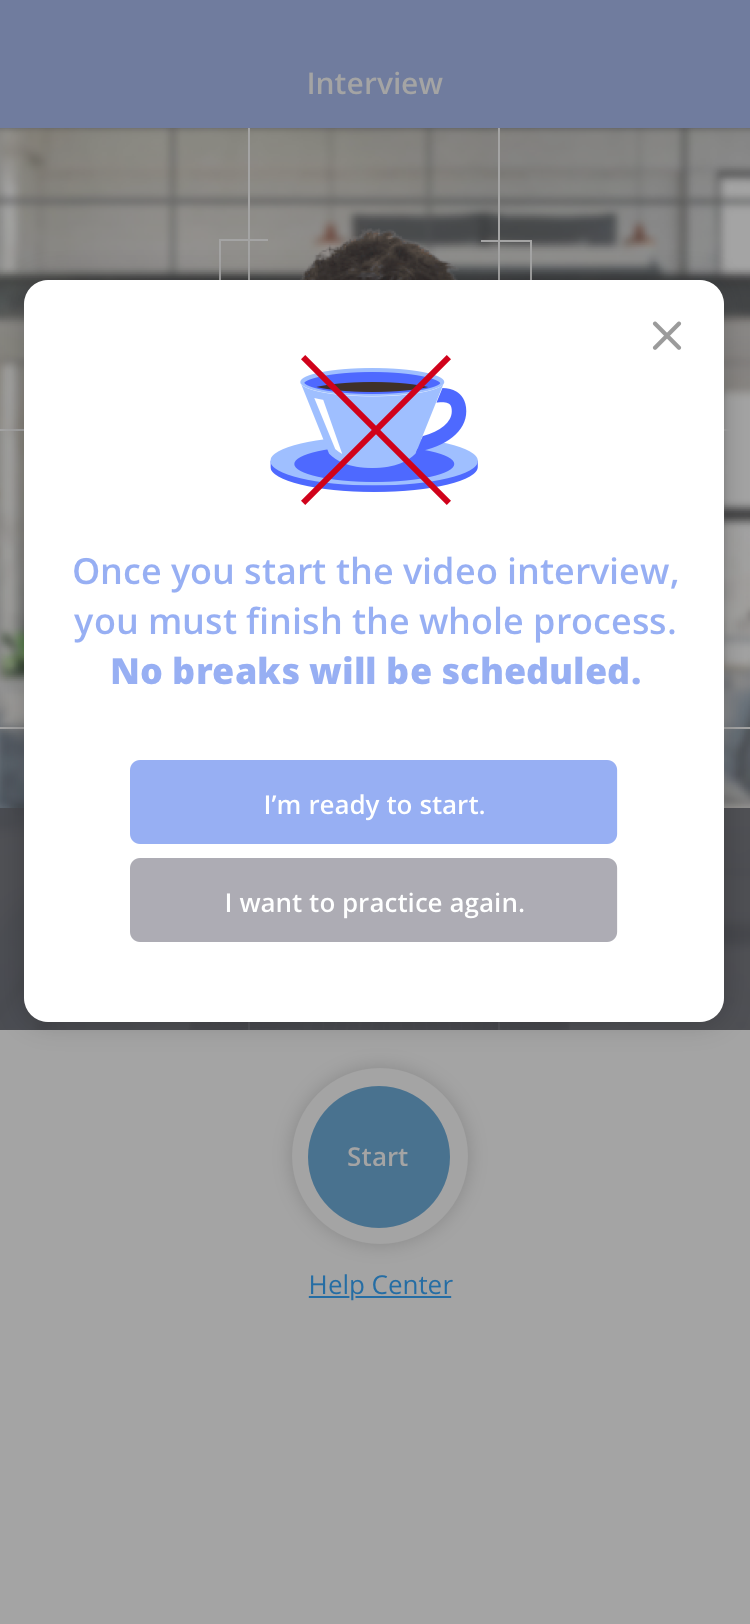 Interview
Once you start the video interview,
you must finish the whole process.
No breaks will be scheduled.
I’m ready to start.
I want to practice again.
Start
Help Center